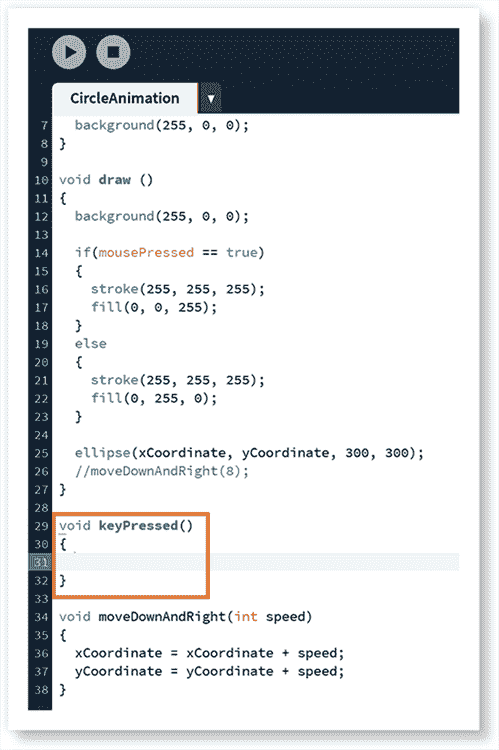 CircleAnimation
7 background(255, 0, 0);
8 }
9
10 void draw ()
11 {
12 background(255, 0, 0);
13
14 if(mousePressed == true)
15 {
16 stroke(255, 255, 255);
17 fill(0, 0, 255);
18 }
19 else
20 {
21 stroke(255, 255, 255);
22 fill(0, 255, 0);
23 }
24
25 ellipse(xCoordinate, yCoordinate, 300, 300);
26 //moveDownAndRight(8);
27 }
28
29 void keyPressed()
30 {
31
32 }
33
34 void moveDownAndRight(int speed)
35 {
36 xCoordinate = xCoordinate + speed;
37 yCoordinate = yCoordinate + speed;
38 }